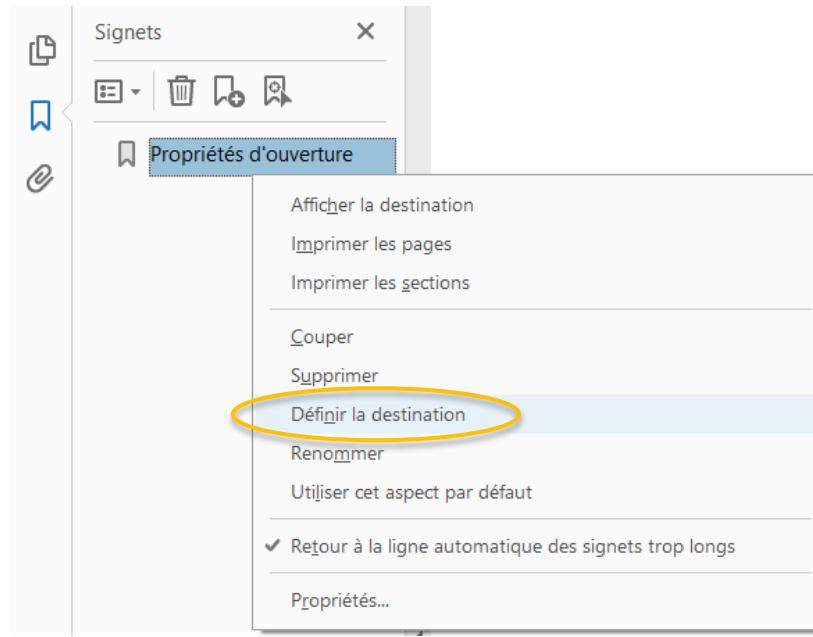 Signets
Propriétés d'ouverture
Afficher la destination
Imprimer les pages
Imprimer les sections
Couper
Supprimer
Définir la destination
Renommer
Utiliser cet aspect par défaut
Retour à la ligne automatique des signets trop longs
Propriétés...